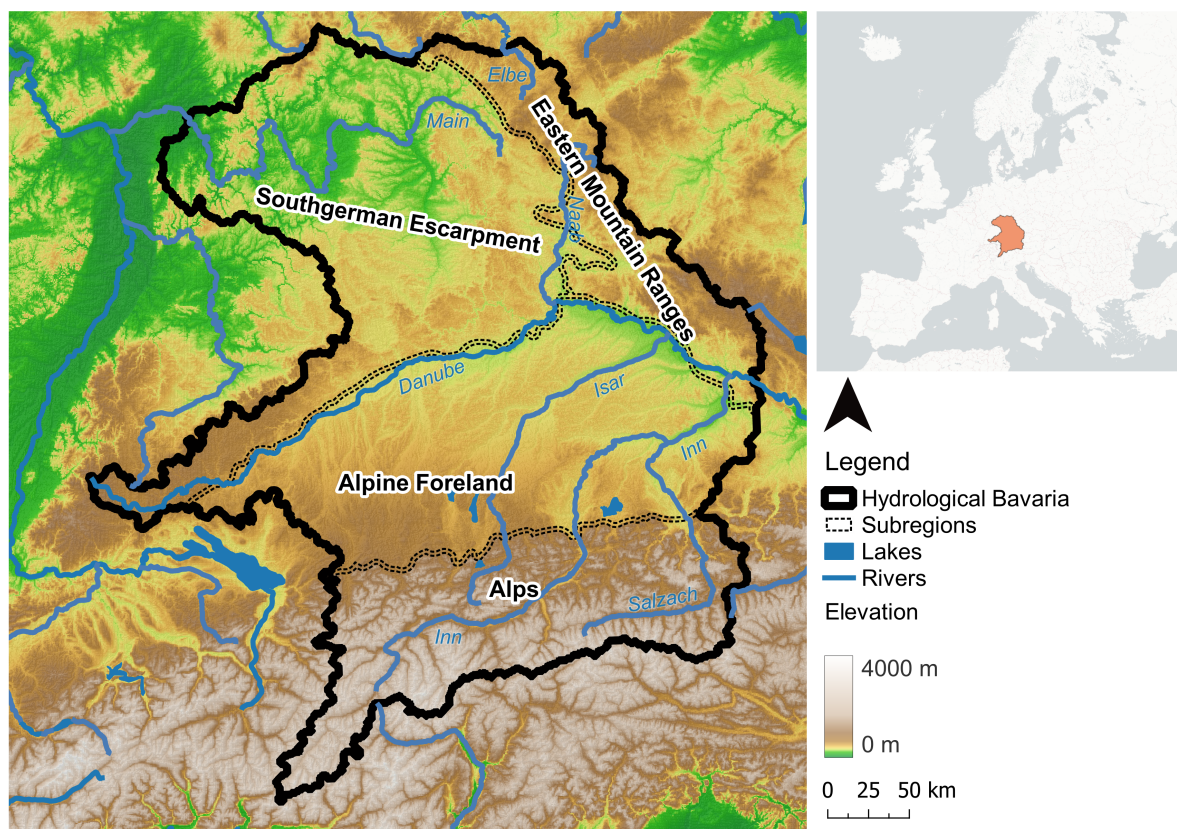 Elbe
Main
Eastern Mountain Ranges
Southgerman Escarpment
Naab
Danube
Isar
Inn
Alpine Foreland
Alps
Salzach
Inn
Legend
Hydrological Bavaria
Subregions
Lakes
Rivers
Elevation
4000 m
0 m
0 25 50 km